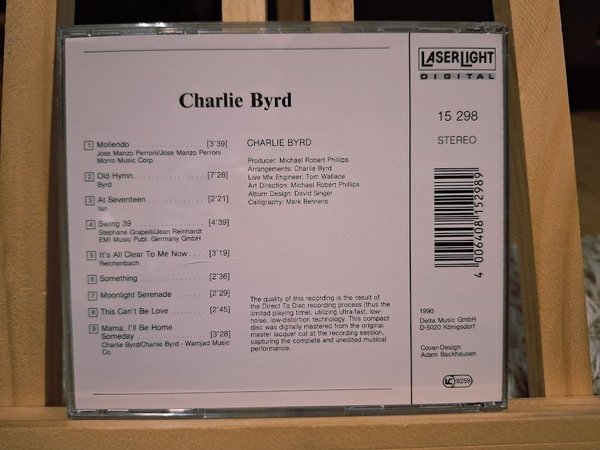 LASERLIGHT
DIGITAL
Charlie Byrd
15 298
STEREO
1 Moliendo . . . . . . . . . . . . . . . [3'39]
Jose Manzo Perroni/Jose Manzo Perroni
Morro Music Corp.
2 Old Hymn . . . . . . . . . . . . . . [7'28]
Byrd
3 At Seventeen . . . . . . . . . . . [2'21]
Ian
4 Swing 39 . . . . . . . . . . . . . . . [4'39]
Stephane Grapelli/Jean Reinhardt
EMI Music Publ. Germany GmbH
5 It's All Clear To Me Now . . . . [3'19]
Reichenbach
6 Something . . . . . . . . . . . . . [2'36]
7 Moonlight Serenade . . . . . . . [2'29]
8 This Can't Be Love . . . . . . . [2'45]
9 Mama, I'll Be Home
Someday . . . . . . . . . . . . . . . [3'28]
Charlie Byrd/Charlie Byrd - Wamjad Music
Co.
CHARLIE BYRD
Producer: Michael Robert Phillips
Arrangements: Charlie Byrd
Live Mix Engineer: Tom Wallace
Art Direction: Michael Robert Phillips
Album Design: David Singer
Calligraphy: Mark Behrens
The quality of this recording is the result of
the Direct To Disc recording process (thus the
limited playing time), utilizing ultra-fast, low-
noise, low-distortion technology. This compact
disc was digitally mastered from the original
master lacquer cut at the recording session,
capturing the complete and unedited musical
performance.
4 006408 152989
1990
Delta Music GmbH
D-5020 Königsdorf
Cover-Design:
Adam Backhausen
LC 8259